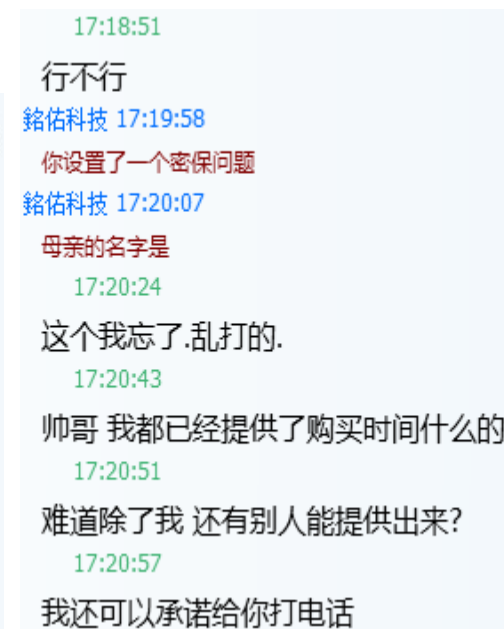 17:18:51
行不行
銘佑科技 17:19:58
你设置了一个密保问题
銘佑科技 17:20:07
母亲的名字是
17:20:24
这个我忘了.乱打的.
17:20:43
帅哥 我都已经提供了购买时间什么的
17:20:51
难道除了我 还有别人能提供出来?
17:20:57
我还可以承诺给你打电话